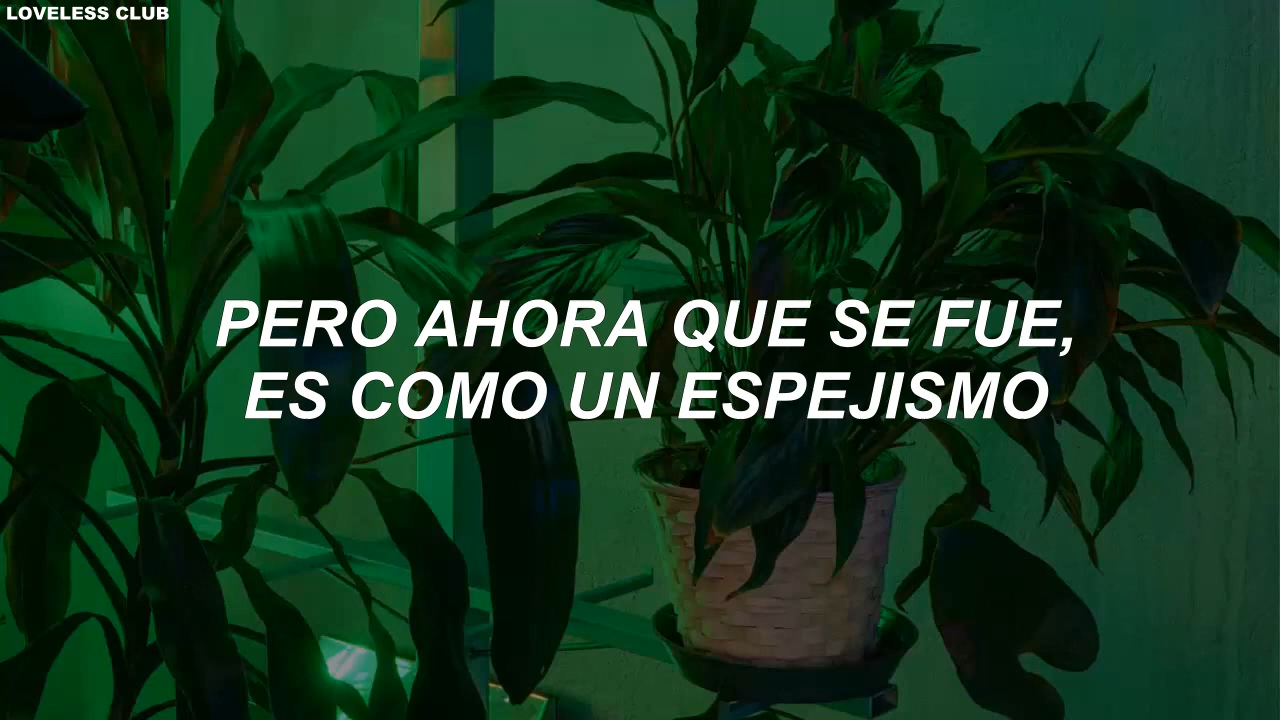 LOVELESS CLUB
PERO AHORA QUE SE FUE,
ES COMO UN ESPEJISMO